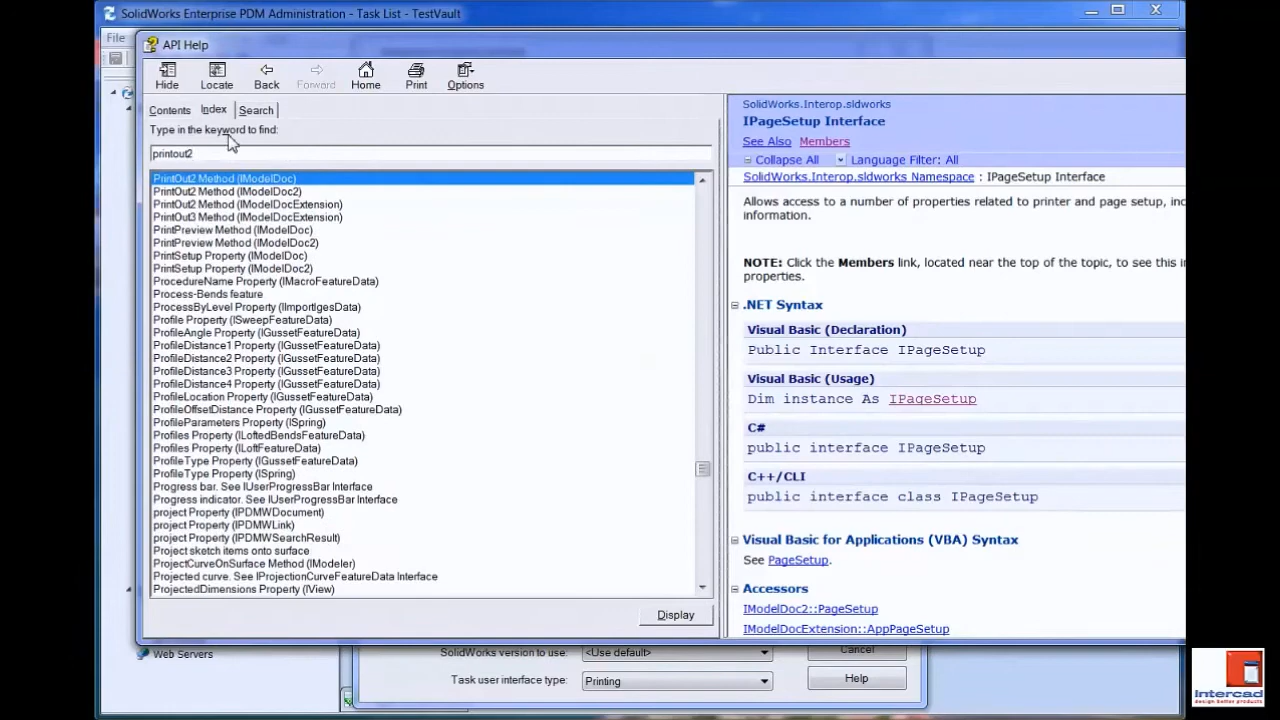 SolidWorks Enterprise PDM Administration - Task List - TestVault
File
API Help
Hide Locate Back Forward Home Print Options
Contents Index Search
Type in the keyword to find:
printout2
PrintOut2 Method (IModelDoc)
PrintOut2 Method (IModelDoc2)
PrintOut2 Method (IModelDocExtension)
PrintOut3 Method (IModelDocExtension)
PrintPreview Method (IModelDoc)
PrintPreview Method (IModelDoc2)
PrintSetup Property (IModelDoc)
PrintSetup Property (IModelDoc2)
ProcedureName Property (IMacroFeatureData)
Process-Bends feature
ProcessByLevel Property (IImportIgesData)
Profile Property (ISweepFeatureData)
ProfileAngle Property (IGussetFeatureData)
ProfileDistance1 Property (IGussetFeatureData)
ProfileDistance2 Property (IGussetFeatureData)
ProfileDistance3 Property (IGussetFeatureData)
ProfileDistance4 Property (IGussetFeatureData)
ProfileLocation Property (IGussetFeatureData)
ProfileOffsetDistance Property (IGussetFeatureData)
ProfileParameters Property (ISpring)
Profiles Property (ILoftedBendsFeatureData)
Profiles Property (ILoftFeatureData)
ProfileType Property (IGussetFeatureData)
ProfileType Property (ISpring)
Progress bar. See IUserProgressBar Interface
Progress indicator. See IUserProgressBar Interface
project Property (IPDMWDocument)
project Property (IPDMWLink)
project Property (IPDMWSearchResult)
Project sketch items onto surface
ProjectCurveOnSurface Method (IModeler)
Projected curve. See IProjectionCurveFeatureData Interface
ProjectedDimensions Property (IView)
Display
SolidWorks.Interop.sldworks
IPageSetup Interface
See Also Members
Collapse All Language Filter: All
SolidWorks.Interop.sldworks Namespace : IPageSetup Interface
Allows access to a number of properties related to printer and page setup, inc
information.
NOTE: Click the Members link, located near the top of the topic, to see this in
properties.
.NET Syntax
Visual Basic (Declaration)
Public Interface IPageSetup
Visual Basic (Usage)
Dim instance As IPageSetup
C#
public interface IPageSetup
C++/CLI
public interface class IPageSetup
Visual Basic for Applications (VBA) Syntax
See PageSetup.
Accessors
IModelDoc2::PageSetup
IModelDocExtension::AppPageSetup
Web Servers
SolidWorks version to use: <Use default> Cancel
Task user interface type: Printing Help
Intercad
design better products